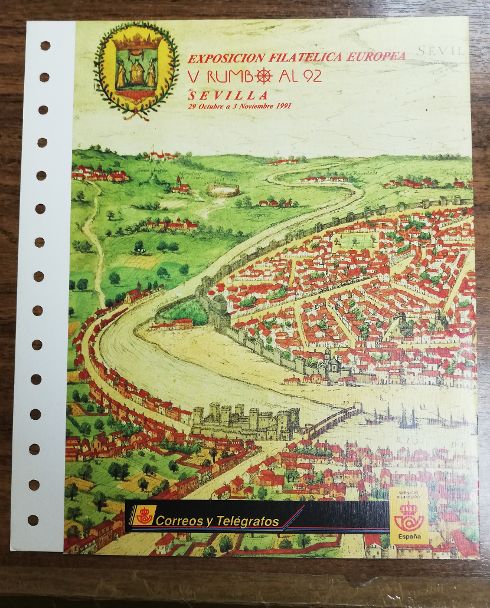 SEVIL
EXPOSICION FILATELICA EUROPEA
V RUMBO AL 92
SEVILLA
29 Octubre a 3 Noviembre 1991
Correos y Telégrafos
España